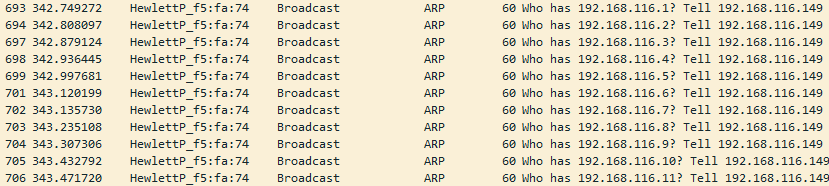 693 342.749272 HewlettP_f5:fa:74 Broadcast ARP 60 Who has 192.168.116.1? Tell 192.168.116.149
694 342.808097 HewlettP_f5:fa:74 Broadcast ARP 60 Who has 192.168.116.2? Tell 192.168.116.149
697 342.879124 HewlettP_f5:fa:74 Broadcast ARP 60 Who has 192.168.116.3? Tell 192.168.116.149
698 342.936445 HewlettP_f5:fa:74 Broadcast ARP 60 Who has 192.168.116.4? Tell 192.168.116.149
699 342.997681 HewlettP_f5:fa:74 Broadcast ARP 60 Who has 192.168.116.5? Tell 192.168.116.149
701 343.120199 HewlettP_f5:fa:74 Broadcast ARP 60 Who has 192.168.116.6? Tell 192.168.116.149
702 343.135730 HewlettP_f5:fa:74 Broadcast ARP 60 Who has 192.168.116.7? Tell 192.168.116.149
703 343.235108 HewlettP_f5:fa:74 Broadcast ARP 60 Who has 192.168.116.8? Tell 192.168.116.149
704 343.307306 HewlettP_f5:fa:74 Broadcast ARP 60 Who has 192.168.116.9? Tell 192.168.116.149
705 343.432792 HewlettP_f5:fa:74 Broadcast ARP 60 Who has 192.168.116.10? Tell 192.168.116.149
706 343.471720 HewlettP_f5:fa:74 Broadcast ARP 60 Who has 192.168.116.11? Tell 192.168.116.149